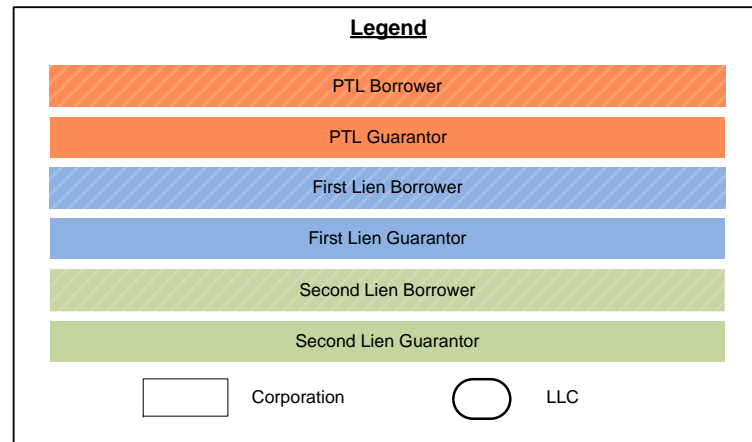 Legend
PTL Borrower
PTL Guarantor
First Lien Borrower
First Lien Guarantor
Second Lien Borrower
Second Lien Guarantor
Corporation LLC